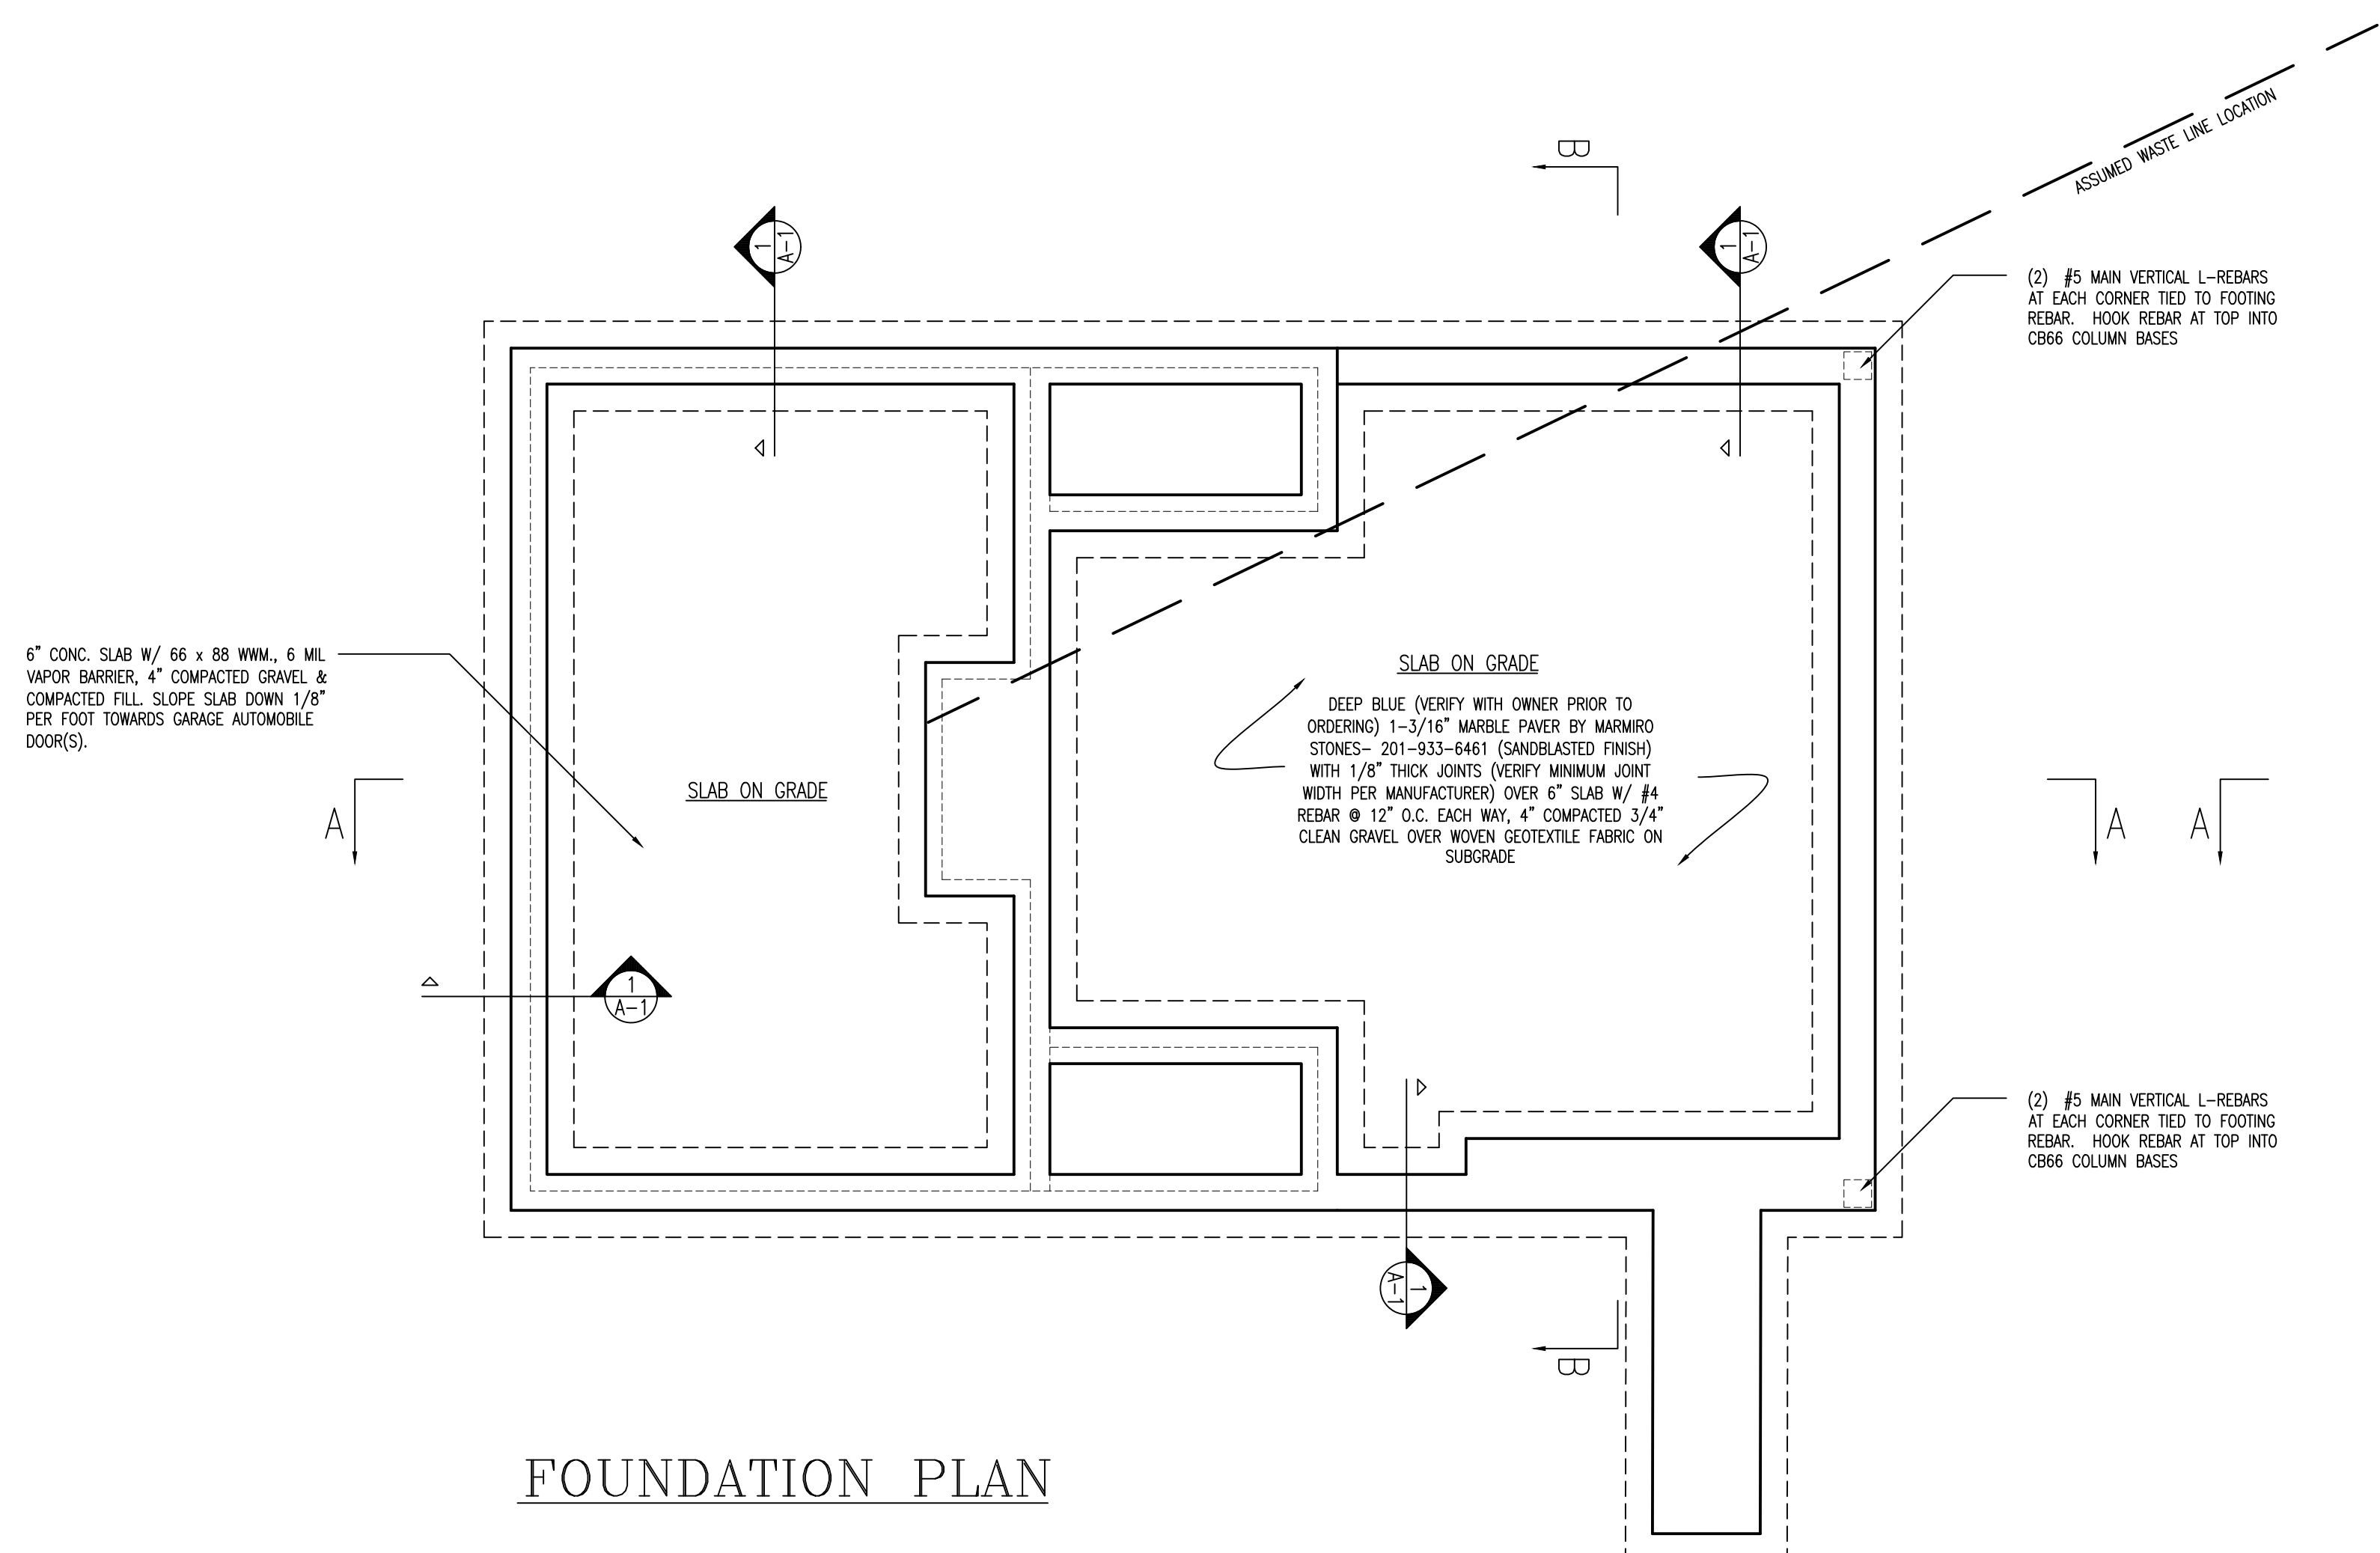 ASSUMED WASTE LINE LOCATION
B
1
A-1
1
A-1
(2) #5 MAIN VERTICAL L-REBARS
AT EACH CORNER TIED TO FOOTING
REBAR. HOOK REBAR AT TOP INTO
CB66 COLUMN BASES
6" CONC. SLAB W/ 66 x 88 WWM., 6 MIL
VAPOR BARRIER, 4" COMPACTED GRAVEL &
COMPACTED FILL. SLOPE SLAB DOWN 1/8"
PER FOOT TOWARDS GARAGE AUTOMOBILE
DOOR(S).
SLAB ON GRADE
DEEP BLUE (VERIFY WITH OWNER PRIOR TO
ORDERING) 1-3/16" MARBLE PAVER BY MARMIRO
STONES- 201-933-6461 (SANDBLASTED FINISH)
WITH 1/8" THICK JOINTS (VERIFY MINIMUM JOINT
WIDTH PER MANUFACTURER) OVER 6" SLAB W/ #4
REBAR @ 12" O.C. EACH WAY, 4" COMPACTED 3/4"
CLEAN GRAVEL OVER WOVEN GEOTEXTILE FABRIC ON
SUBGRADE
SLAB ON GRADE
A
A
A
1
A-1
(2) #5 MAIN VERTICAL L-REBARS
AT EACH CORNER TIED TO FOOTING
REBAR. HOOK REBAR AT TOP INTO
CB66 COLUMN BASES
1
A-1
B
FOUNDATION PLAN